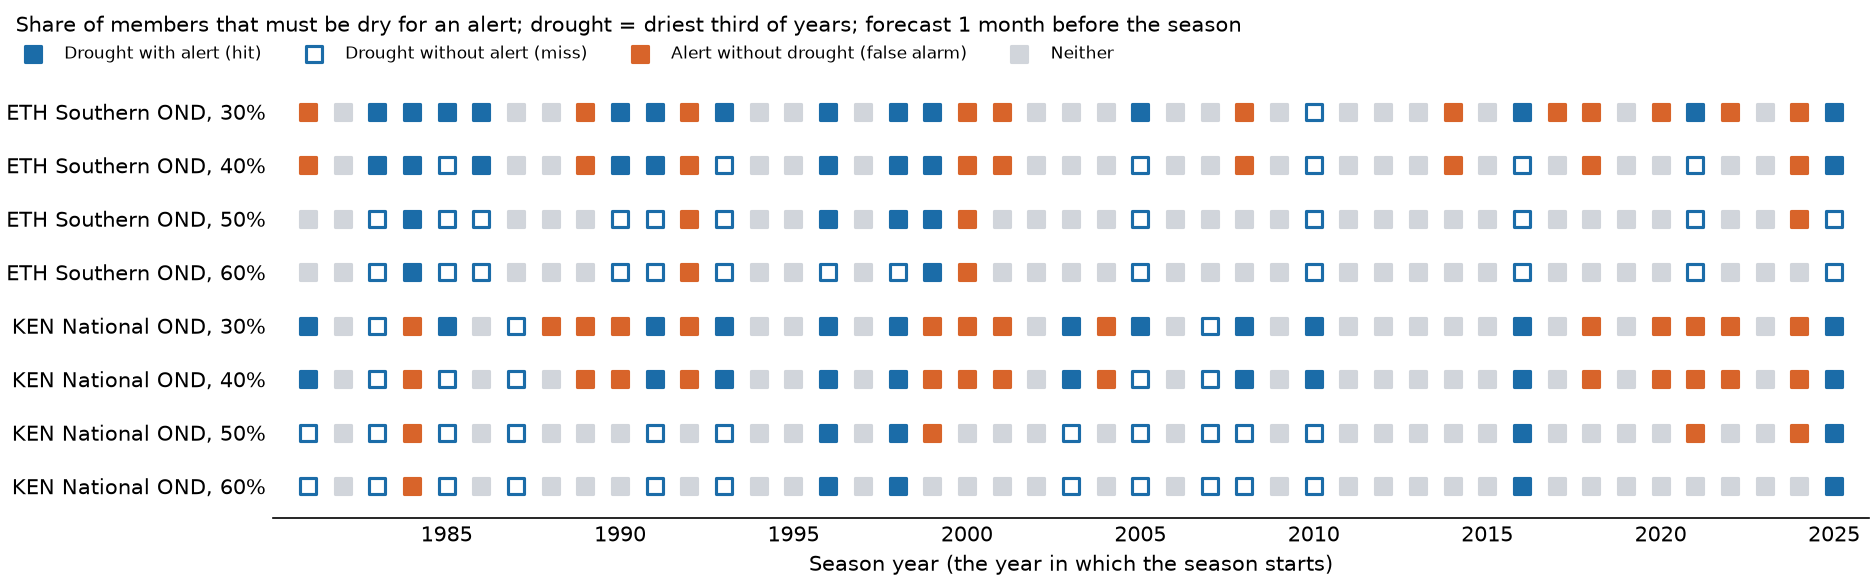 Share of members that must be dry for an alert; drought = driest third of years; forecast 1 month before the season
Drought with alert (hit) Drought without alert (miss) Alert without drought (false alarm) Neither
ETH Southern OND, 30%
ETH Southern OND, 40%
ETH Southern OND, 50%
ETH Southern OND, 60%
KEN National OND, 30%
KEN National OND, 40%
KEN National OND, 50%
KEN National OND, 60%
1985 1990 1995 2000 2005 2010 2015 2020 2025
Season year (the year in which the season starts)